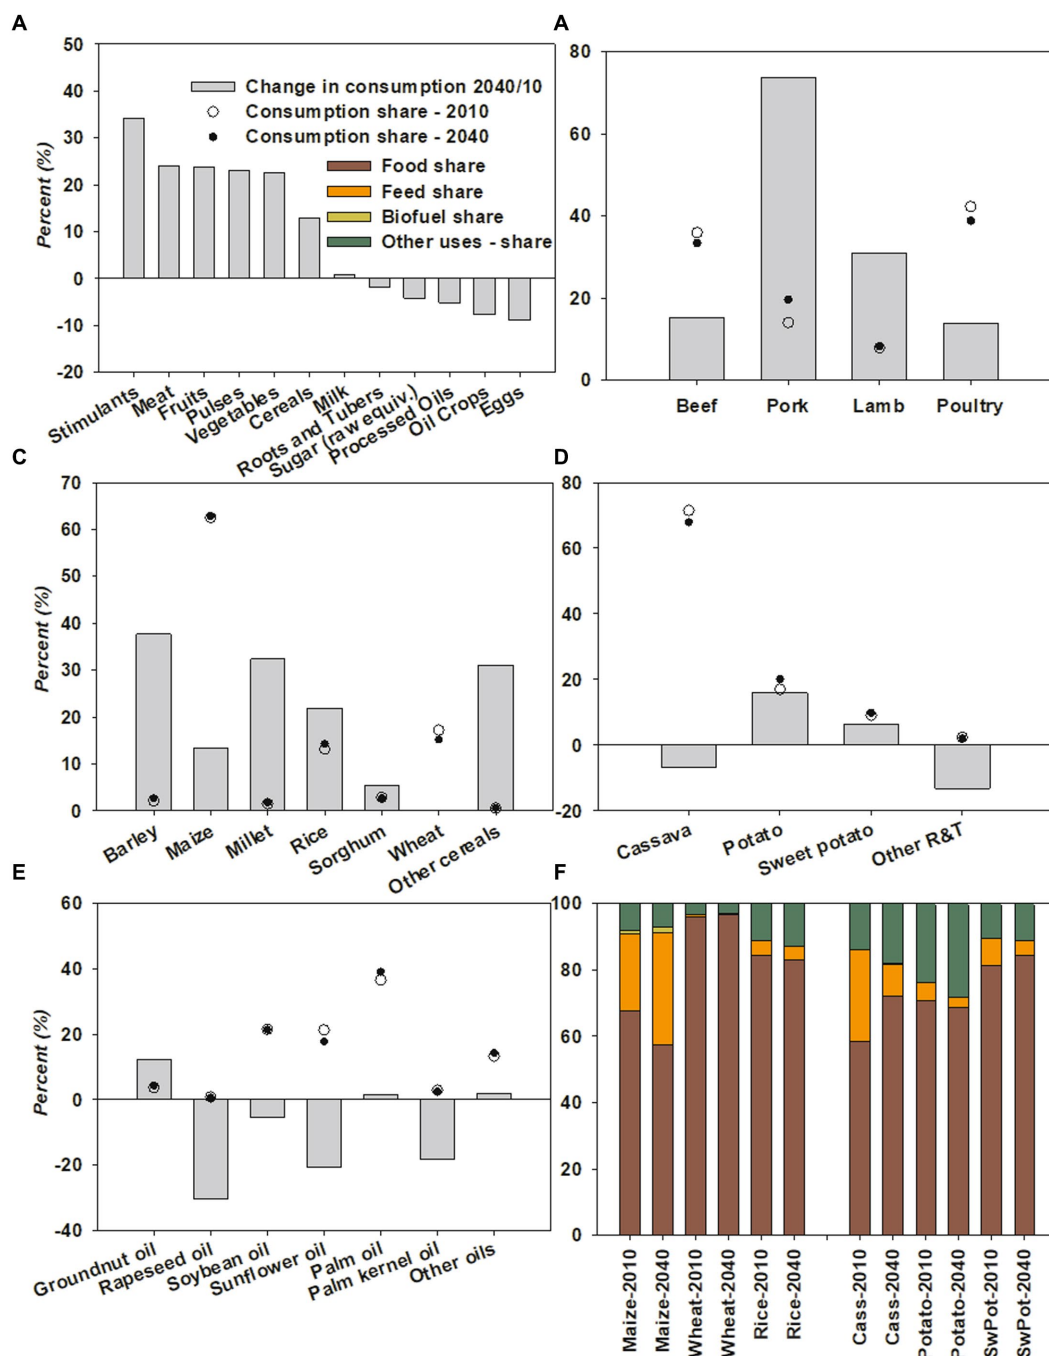 A
50
40
30
20
10
0
-10
-20
Percent (%)
Change in consumption 2040/10
Consumption share - 2010
Consumption share - 2040
Food share
Feed share
Biofuel share
Other uses - share
Stimulants
Meat
Fruits
Pulses
Vegetables
Cereals
Milk
Roots and Tubers
Sugar (raw equiv.)
Processed Oils
Oil Crops
Eggs
A
80
60
40
20
0
Beef
Pork
Lamb
Poultry
C
70
60
50
40
30
20
10
0
Percent (%)
Barley
Maize
Millet
Rice
Sorghum
Wheat
Other cereals
D
80
60
40
20
0
-20
Cassava
Potato
Sweet potato
Other R&T
E
60
40
20
0
-20
-40
Percent (%)
Groundnut oil
Rapeseed oil
Soybean oil
Sunflower oil
Palm oil
Palm kernel oil
Other oils
F
100
80
60
40
20
0
Maize-2010
Maize-2040
Wheat-2010
Wheat-2040
Rice-2010
Rice-2040
Cass-2010
Cass-2040
Potato-2010
Potato-2040
SwPot-2010
SwPot-2040